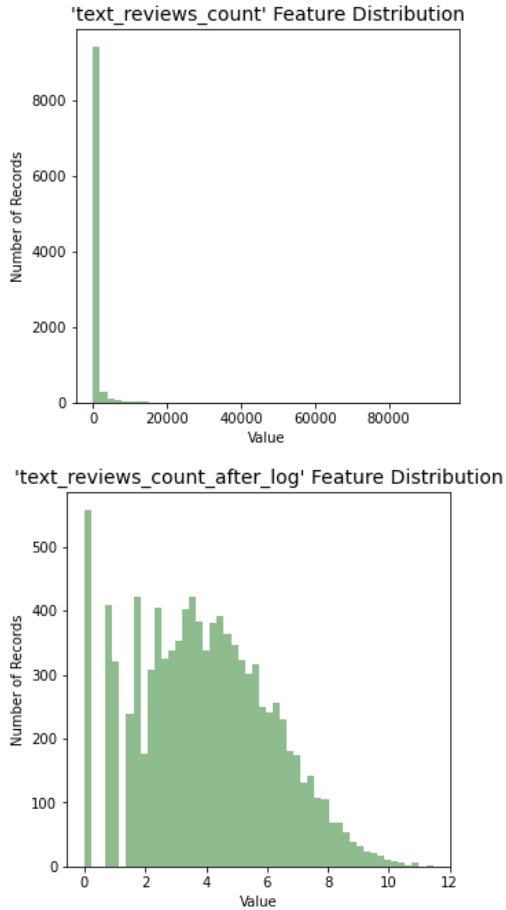 'text_reviews_count' Feature Distribution
8000
6000
4000
2000
0
Number of Records
0 20000 40000 60000 80000
Value
'text_reviews_count_after_log' Feature Distribution
500
400
300
200
100
0
Number of Records
0 2 4 6 8 10 12
Value